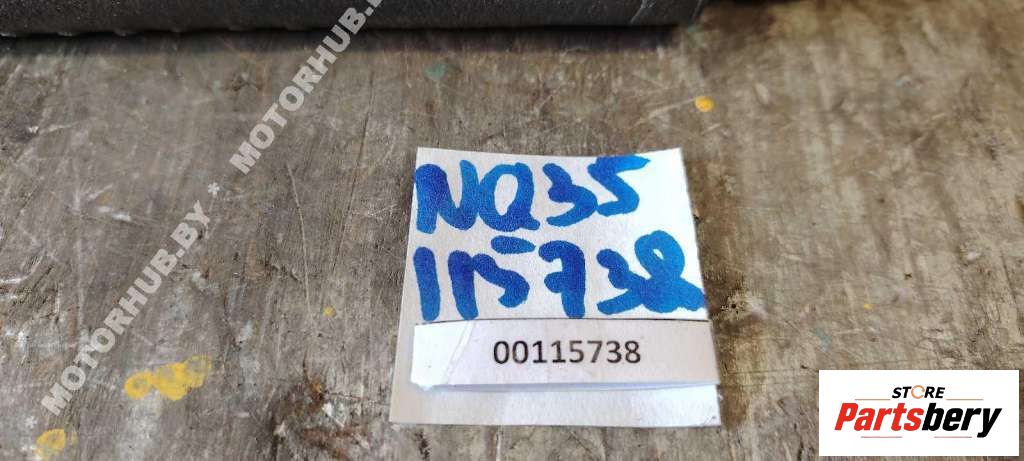 NQ35
115738
00115738
MOTORHUB.BY * MOTORHUB.BY
STORE
Partsbery